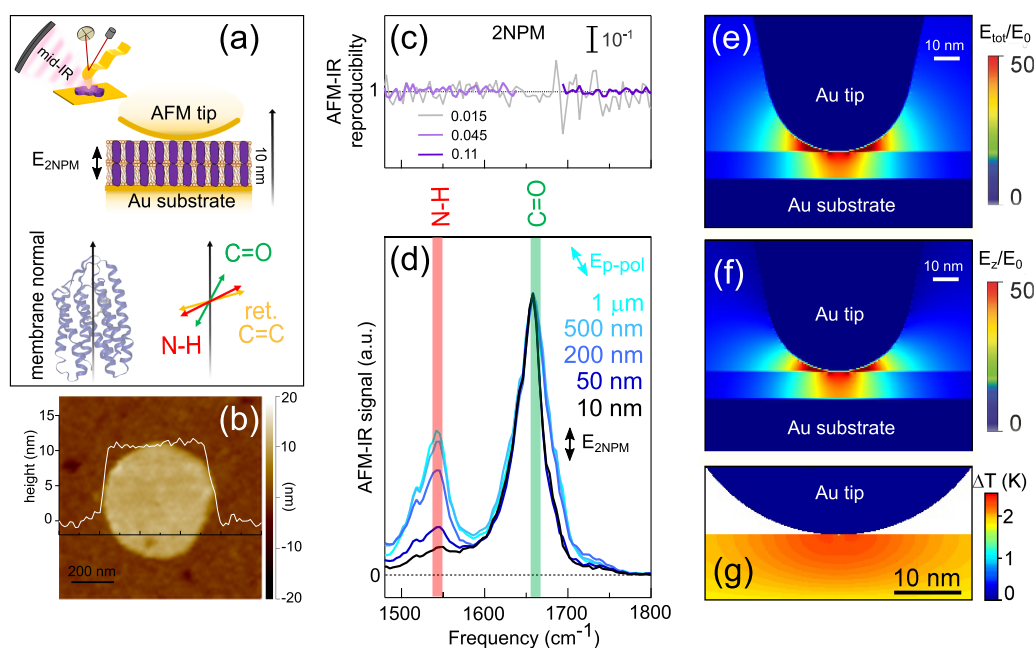 (a)
mid-IR
AFM tip
E2NPM
10 nm
Au substrate
membrane normal
C=O
ret.
C=C
N-H
(b)
height (nm)
15
10
5
0
200 nm
20
10
0
-10
-20
(nm)
(c)
2NPM
10⁻¹
AFM-IR
reproducibilty
1
0.015
0.045
0.11
N-H
C=O
(d)
Ep-pol
1 μm
500 nm
200 nm
50 nm
10 nm
E2NPM
AFM-IR signal (a.u.)
0
1500
1600
1700
1800
Frequency (cm⁻¹)
(e)
Etot/E0
10 nm
50
Au tip
Au substrate
0
(f)
Ez/E0
10 nm
50
Au tip
Au substrate
0
(g)
Au tip
ΔT (K)
2
1
0
10 nm